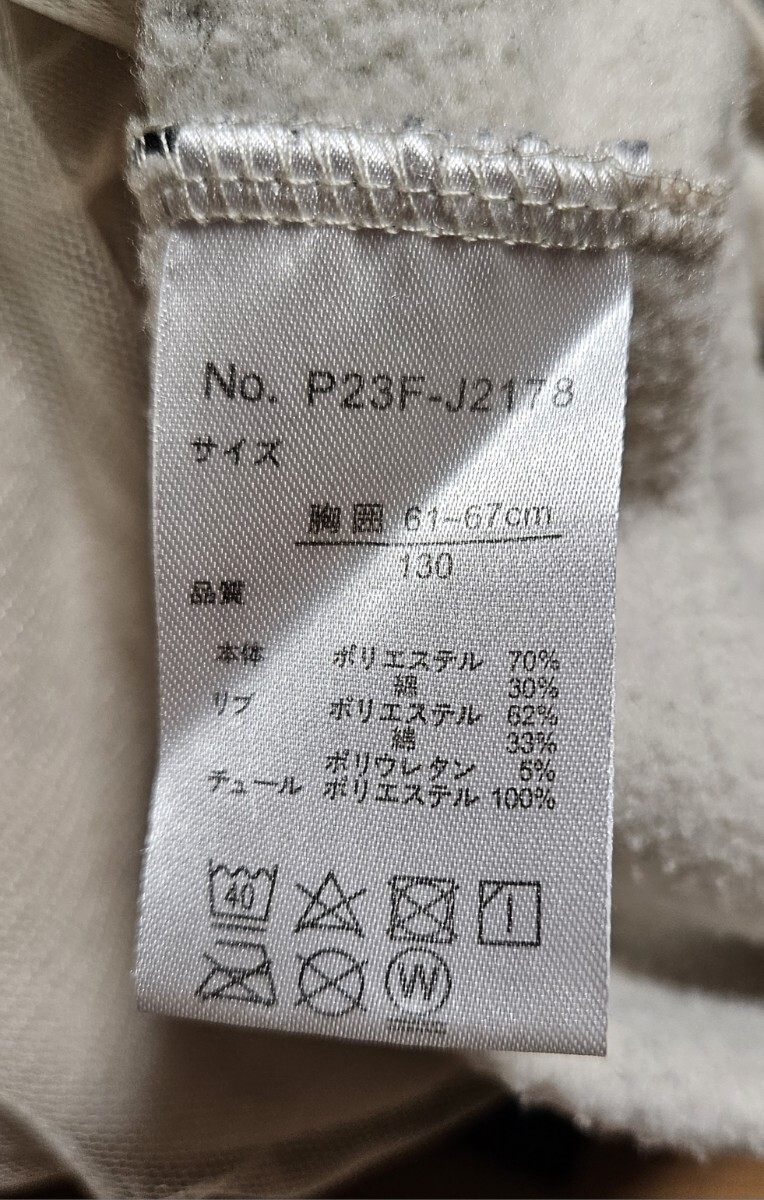 No. P23F-J2178
サイズ
胸囲 61~67cm
130
品質
本体 ポリエステル 70%
綿 30%
リブ ポリエステル 62%
綿 33%
ポリウレタン 5%
チュール ポリエステル 100%
40
W